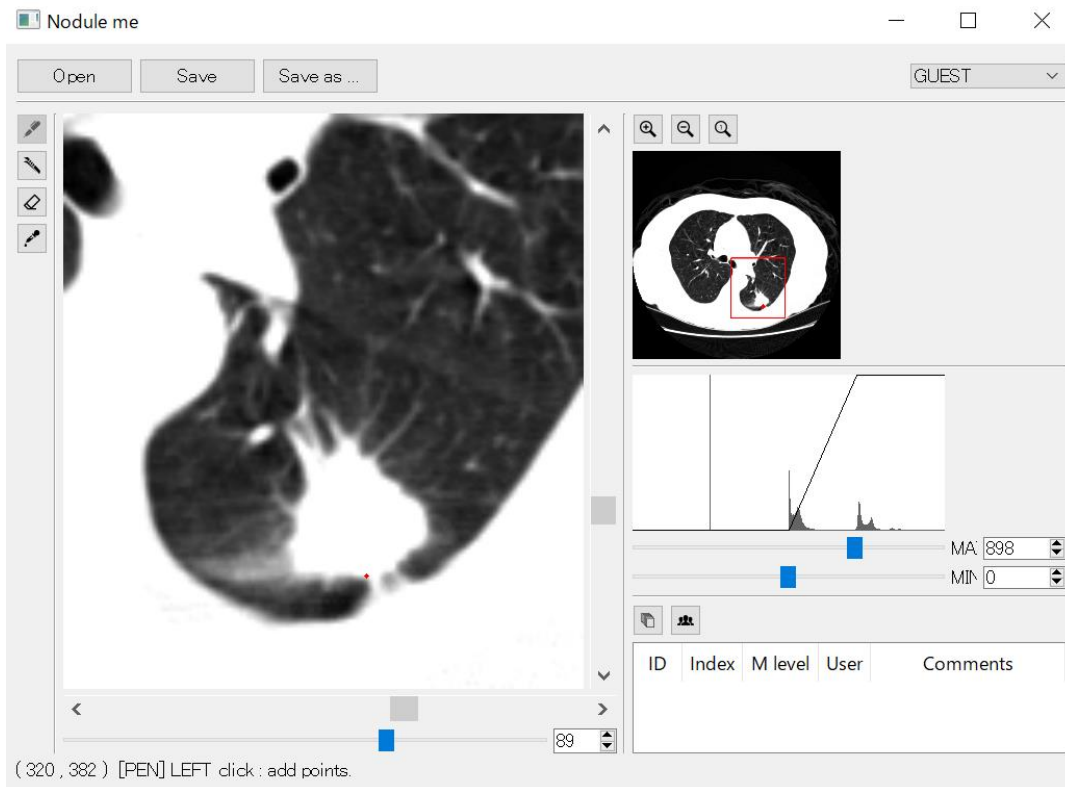 Nodule me
Open Save Save as ...
GUEST
MA: 898
MIN 0
ID Index M level User Comments
89
( 320 , 382 ) [PEN] LEFT click : add points.